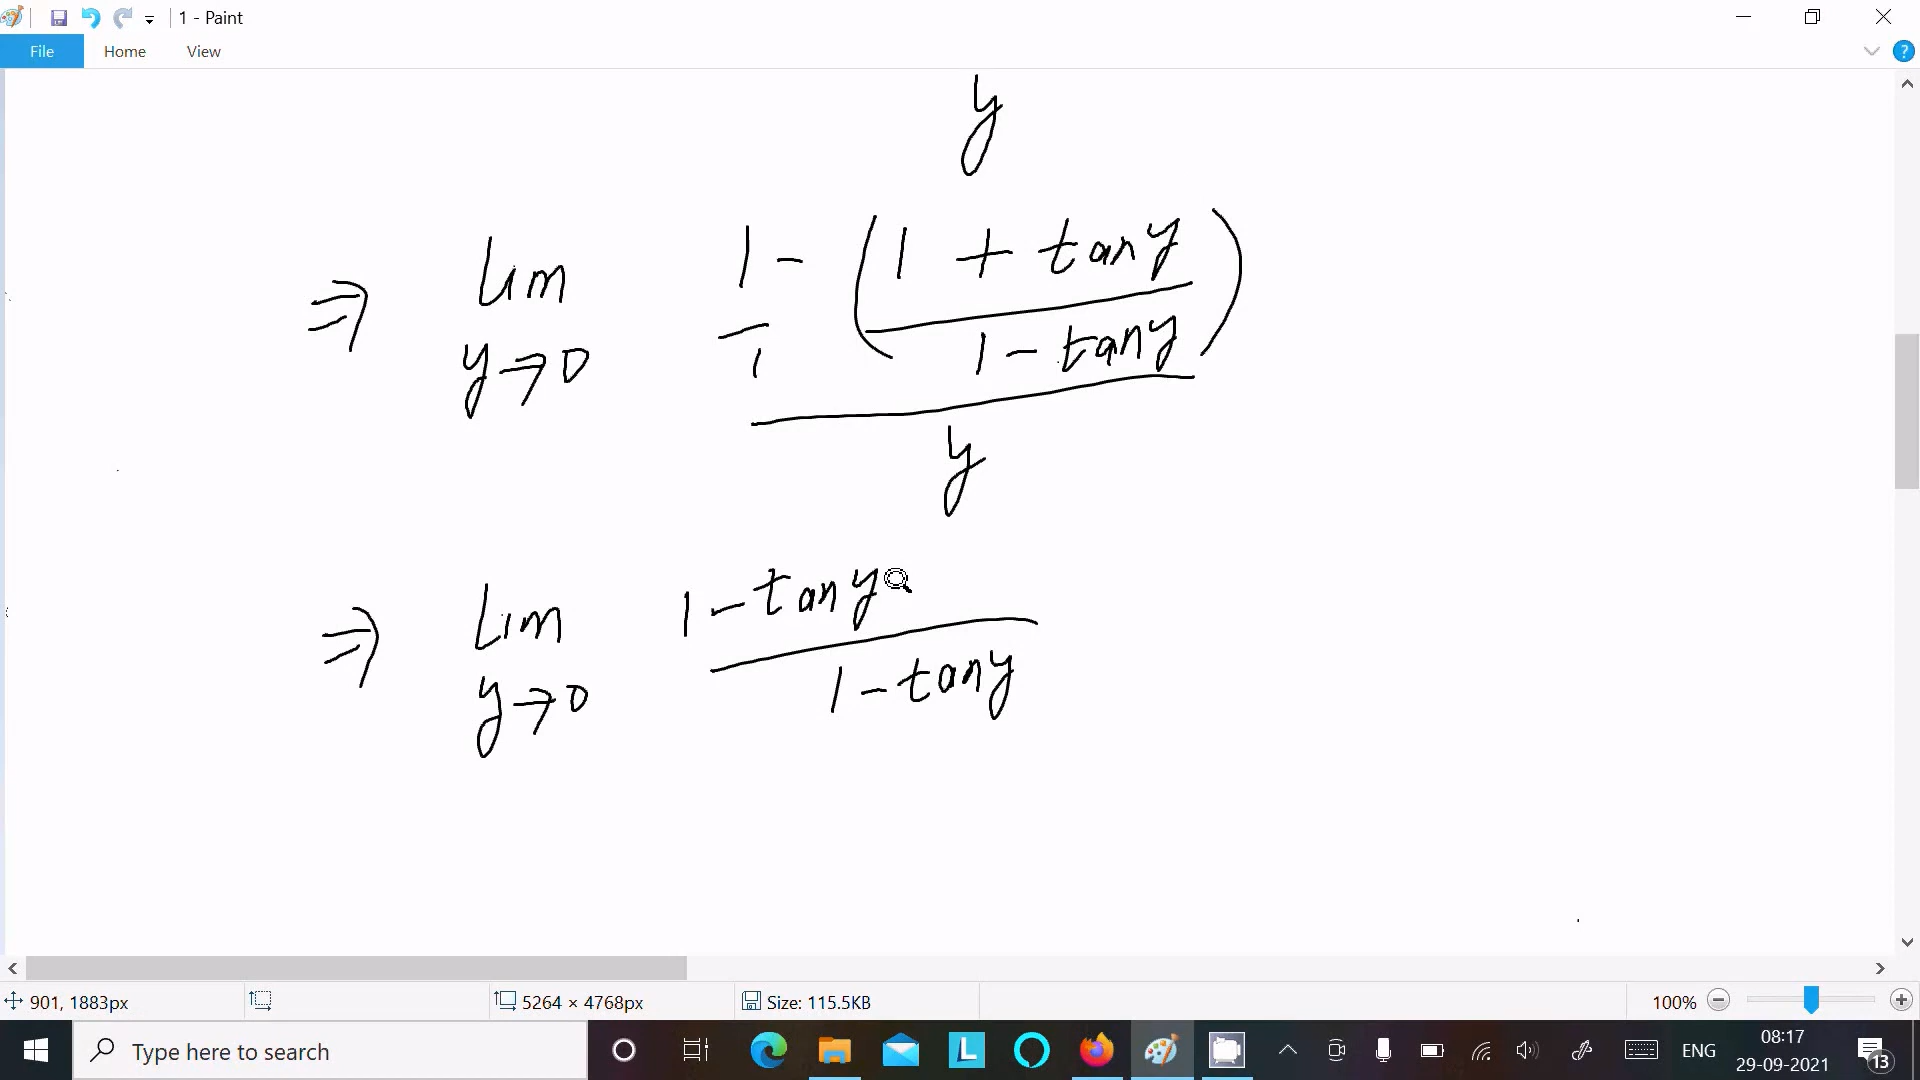 1 - Paint
File Home View
y
⇒ Lim y→0 1/1 - ( 1 + tany / 1 - tany )
y
⇒ Lim y→0 1 - tany
1 - tany
901, 1883px 5264 × 4768px Size: 115.5KB 100%
Type here to search
L
ENG
08:17
29-09-2021
13